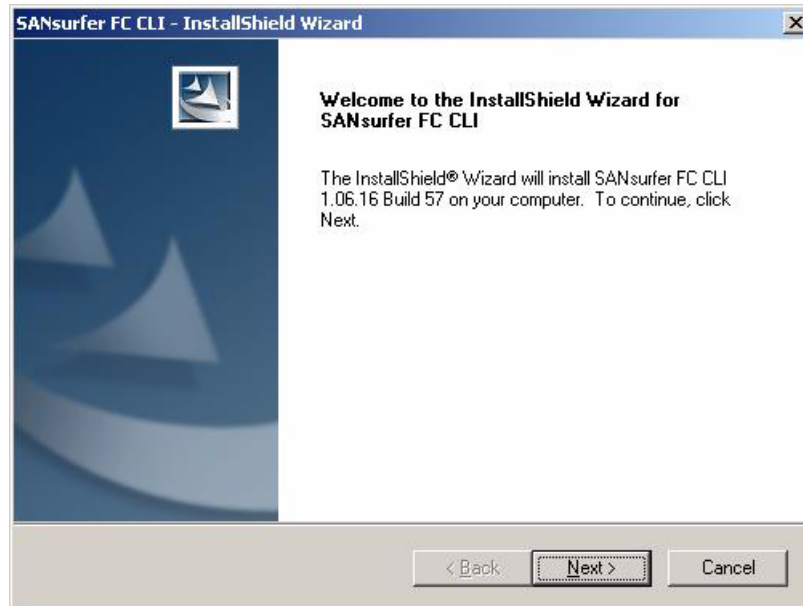 SANsurfer FC CLI - InstallShield Wizard
Welcome to the InstallShield Wizard for
SANsurfer FC CLI
The InstallShield® Wizard will install SANsurfer FC CLI
1.06.16 Build 57 on your computer. To continue, click
Next.
< Back Next > Cancel